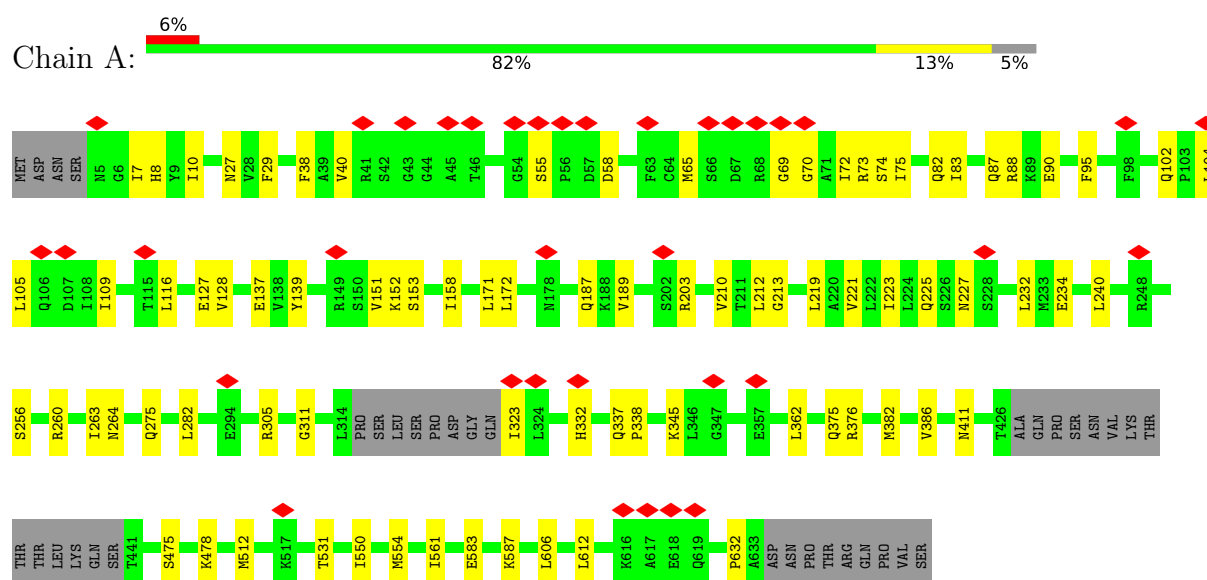 6%
Chain A:
82% 13% 5%
MET ASP ASN SER N5 G6 I7 H8 Y9 I10 N27 V28 F29 F38 A39 V40 R41 S42 G43 G44 A45 T46 G54 S55 P56 D57 D58 F63 C64 M65 S66 D67 R68 G69 G70 A71 I72 R73 S74 I75 Q82 I83 Q87 R88 K89 E90 F95 F98 Q102 P103
L105 Q106 D107 I108 I109 T115 L116 E127 V128 E137 V138 Y139 R149 S150 V151 K152 S153 I158 L171 L172 N178 Q187 K188 V189 S202 R203 V210 T211 L212 G213 L219 A220 V221 L222 I223 L224 Q225 S226 N227 S228 L232 M233 E234 L240 R248
S256 R260 I263 N264 Q275 L282 E294 R305 G311 L314 PRO SER LEU SER PRO ASP GLY GLN I323 L324 H332 Q337 P338 K345 L346 G347 E357 L362 Q375 R376 M382 V386 N411 T426 ALA GLN PRO SER ASN VAL LYS THR
THR THR LEU LYS GLN SER T441 S475 K478 M512 K517 T531 I550 M554 I561 E583 K587 L606 L612 K616 A617 E618 Q619 P632 A633 ASP ASN PRO THR ARG GLN PRO VAL SER